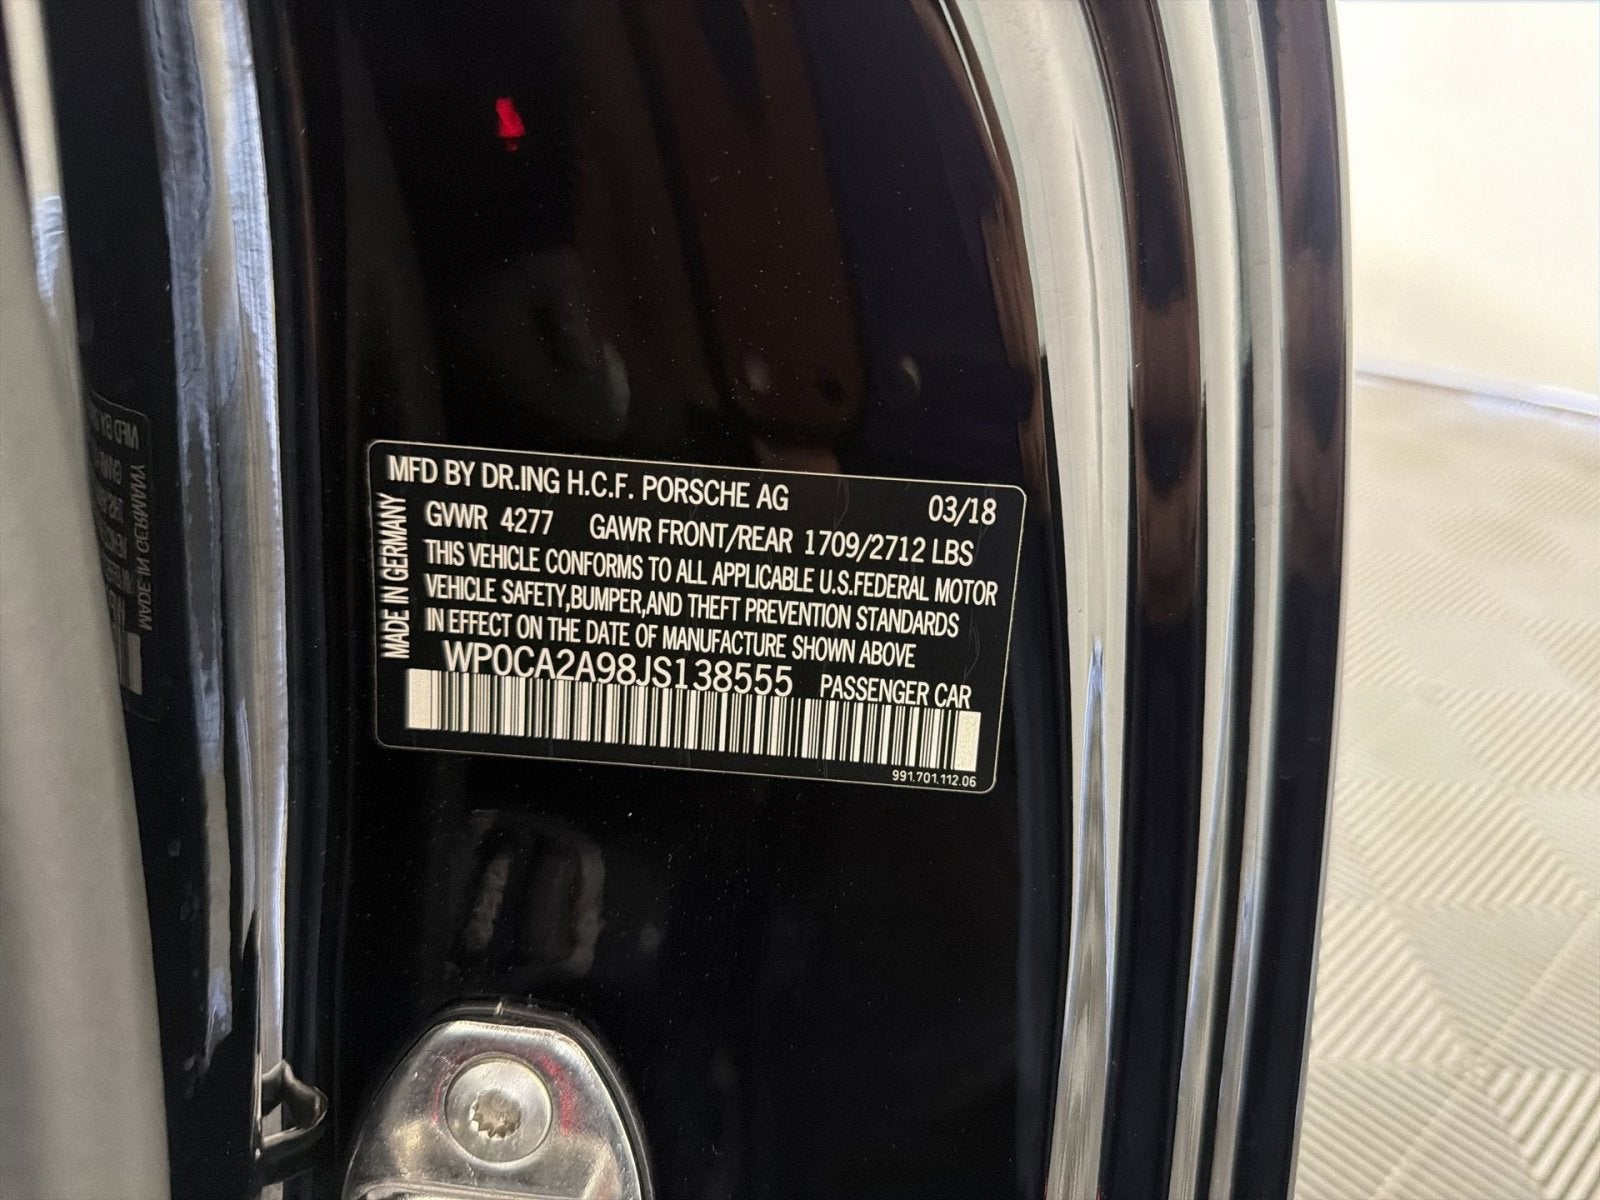 MFD BY DR.ING H.C.F. PORSCHE AG 03/18
GVWR 4277 GAWR FRONT/REAR 1709/2712 LBS
THIS VEHICLE CONFORMS TO ALL APPLICABLE U.S.FEDERAL MOTOR
VEHICLE SAFETY,BUMPER,AND THEFT PREVENTION STANDARDS
IN EFFECT ON THE DATE OF MANUFACTURE SHOWN ABOVE
WP0CA2A98JS138555 PASSENGER CAR
991.701.112.06
MADE IN GERMANY